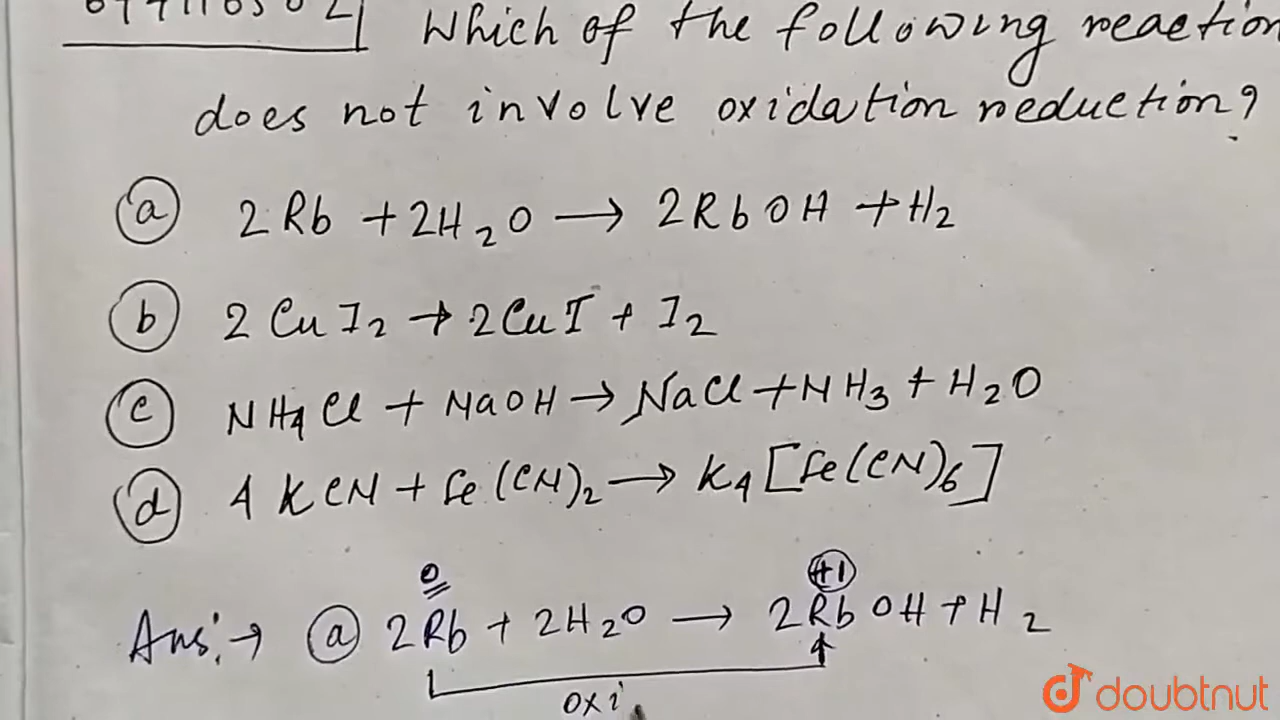 Which of the following reaction
does not involve oxidation reduction?
(a) 2Rb + 2H2O → 2RbOH + H2
(b) 2CuI2 → 2CuI + I2
(c) NH4Cl + NaOH → NaCl + NH3 + H2O
(d) 4KCN + Fe(CN)2 → K4[Fe(CN)6]
0 +1
Ans:→ (a) 2Rb + 2H2O → 2RbOH + H2
oxi
doubtnut